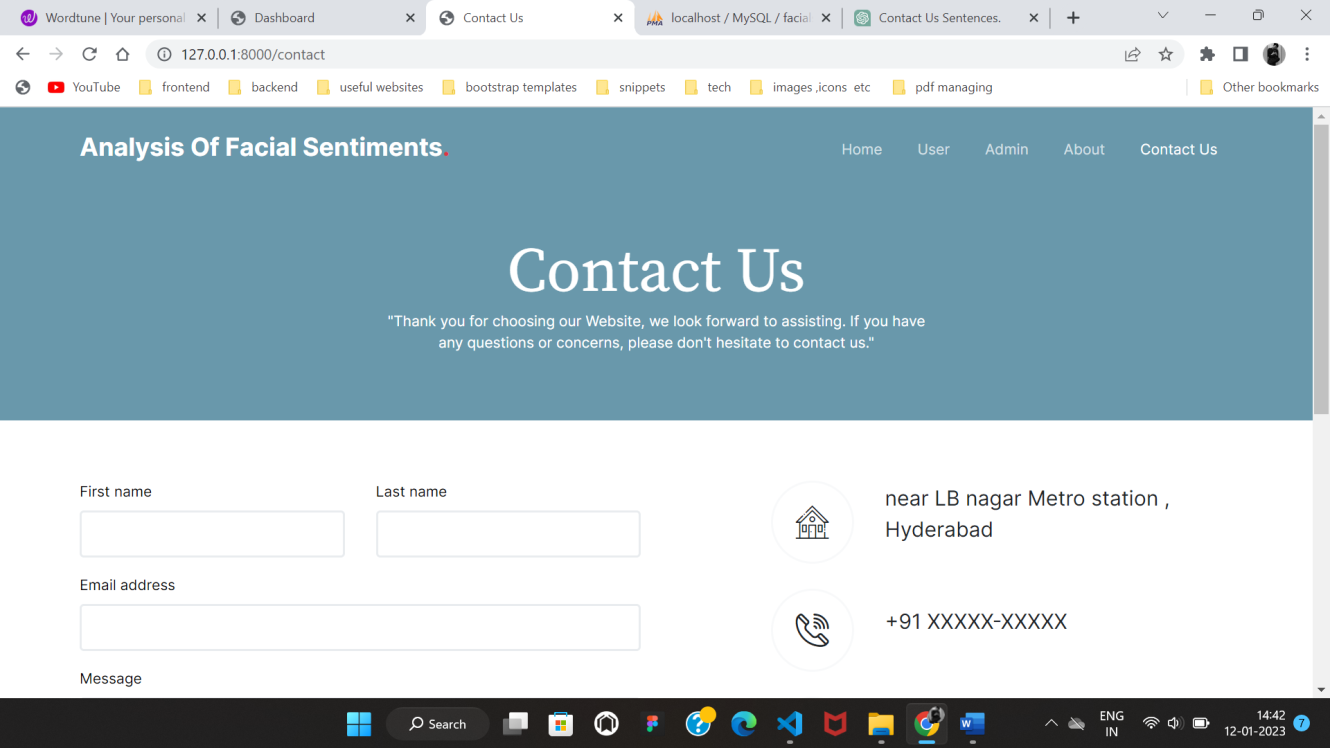 Wordtune | Your personal
Dashboard
Contact Us
localhost / MySQL / facial
Contact Us Sentences.
127.0.0.1:8000/contact
YouTube
frontend
backend
useful websites
bootstrap templates
snippets
tech
images ,icons etc
pdf managing
Other bookmarks
Analysis Of Facial Sentiments.
Home
User
Admin
About
Contact Us
Contact Us
"Thank you for choosing our Website, we look forward to assisting. If you have
any questions or concerns, please don't hesitate to contact us."
First name
Last name
near LB nagar Metro station ,
Hyderabad
Email address
+91 XXXXX-XXXXX
Message
Search
ENG
IN
14:42
12-01-2023
7